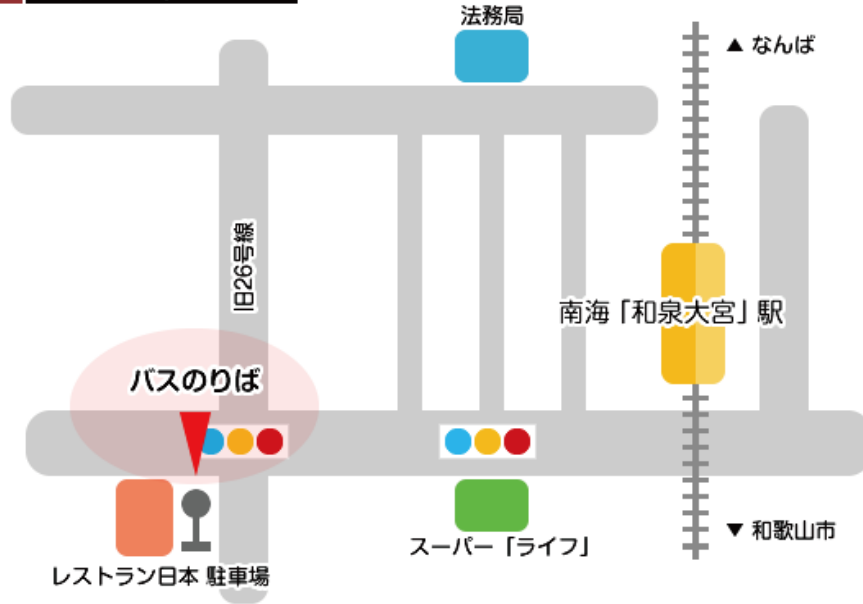 法務局
▲ なんば
旧26号線
南海「和泉大宮」駅
バスのりば
スーパー「ライフ」
▼ 和歌山市
レストラン日本 駐車場